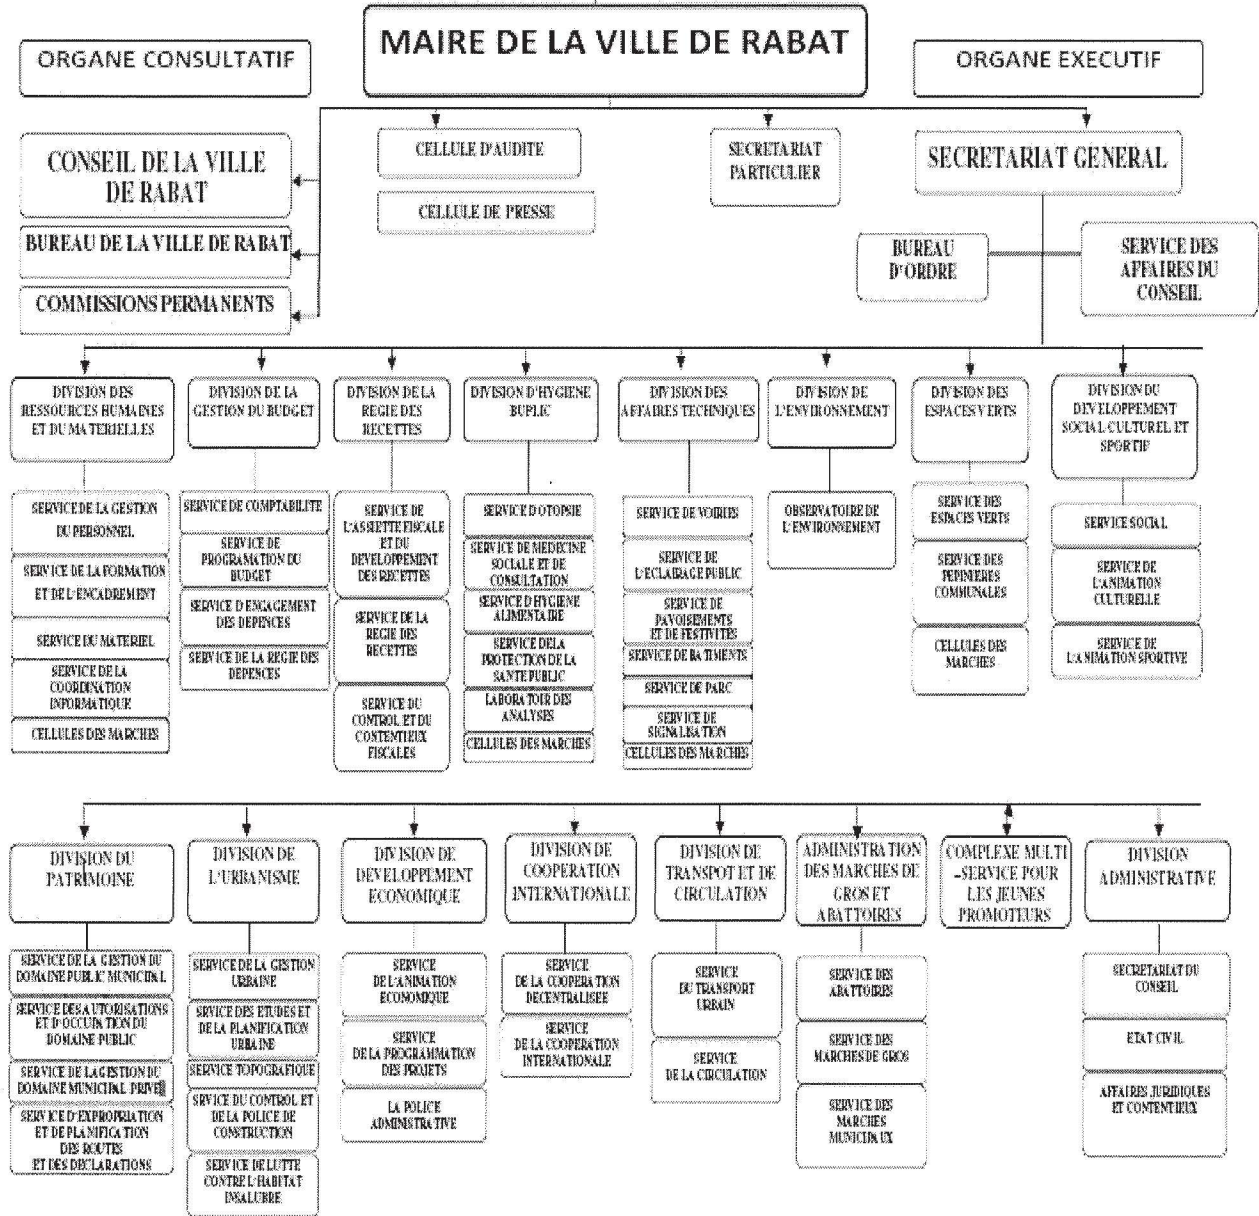 MAIRE DE LA VILLE DE RABAT
ORGANE CONSULTATIF
ORGANE EXECUTIF
CONSEIL DE LA VILLE
DE RABAT
BUREAU DE LA VILLE DE RABAT
COMMISSIONS PERMANENTS
CELLULE D'AUDITE
CELLULE DE PRESSE
SECRETARIAT
PARTICULIER
SECRETARIAT GENERAL
BUREAU
D'ORDRE
SERVICE DES
AFFAIRES DU
CONSEIL
DIVISION DES
RESSOURCES HUMAINES
ET DU MATERIELLES
SERVICE DE LA GESTION
DU PERSONNEL
SERVICE DE LA FORMATION
ET DE L'ENCADREMENT
SERVICE DU MATERIEL
SERVICE DE LA
COORDINATION
INFORMATIQUE
CELLULES DES MARCHES
DIVISION DE LA
GESTION DU BUDGET
SERVICE DE COMPTABILITE
SERVICE DE
PROGRAMATION DU
BUDGET
SERVICE D'ENGAGEMENT
DES DEPENCES
SERVICE DE LA REGIE DES
DEPENCES
DIVISION DE LA
REGIE DES
RECETTES
SERVICE DE
L'ASSIETTE FISCALE
ET DU
DEVELOPPEMENT
DES RECETTES
SERVICE DE LA
REGIE DES
RECETTES
SERVICE DU
CONTROL ET DU
CONTENTIEUX
FISCALES
DIVISION D'HYGIENE
BUPLIC
SERVICE D'OTOPSIE
SERVICE DE MEDECINE
SOCIALE ET DE
CONSULTATION
SERVICE D'HYGIENE
ALIMENTAIRE
SERVICE DELA
PROTECTION DE LA
SANTE PUBLIC
LABORATOUR DES
ANALYSES
CELLULES DES MARCHES
DIVISION DES
AFFAIRES TECHNIQUES
SERVICE DE VOIRIES
SERVICE DE
L'ECLAIRAGE PUBLIC
SERVICE DE
PAVOISEMENTS
ET DE FESTIVITES
SERVICE DE BATIMENTS
SERVICE DE PARC
SERVICE DE
SIGNALISATION
CELLULES DES MARCHES
DIVISION DE
L'ENVIRONNEMENT
OBSERVATOIRE DE
L'ENVIRONNEMENT
DIVISION DES
ESPACES VERTS
SERVICE DES
ESPACES VERTS
SERVICE DES
PEPINIERES
COMMUNALES
CELLULES DES
MARCHES
DIVISION DU
DEVELOPPEMENT
SOCIAL CULTUREL ET
SPORTIF
SERVICE SOCIAL
SERVICE DE
L'ANIMATION
CULTURELLE
SERVICE DE
L'ANIMATION SPORTIVE
DIVISION DU
PATRIMOINE
SERVICE DE LA GESTION DU
DOMAINE PUBLIC MUNICIPAL
SERVICE DES AUTORISATIONS
ET D'OCCUPATION DU
DOMAINE PUBLIC
SERVICE DE LA GESTION DU
DOMAINE MUNICIPAL PRIVE
SERVICE D'EXPROPRIATION
ET DE PLANIFICATION
DES ROUTES
ET DES DECLARATIONS
DIVISION DE
L'URBANISME
SERVICE DE LA GESTION
URBAINE
SRVICE DES ETUDES ET
DE LA PLANIFICATION
URBAINE
SERVICE TOPOGRAFIQUE
SRVICE DU CONTROL ET
DE LA POLICE DE
CONSTRUCTION
SERVICE DE LUTTE
CONTRE L'HABITAT
INSALUBRE
DIVISION DE
DEVELOPPEMENT
ECONOMIQUE
SERVICE
DE L'ANIMATION
ECONOMIQUE
SERVICE
DE LA PROGRAMMATION
DES PROJETS
LA POLICE
ADMINISTRATIVE
DIVISION DE
COOPERATION
INTERNATIONALE
SERVICE
DE LA COOPERATION
DECENTRALISEE
SERVICE
DE LA COOPERATION
INTERNATIONALE
DIVISION DE
TRANSPOT ET DE
CIRCULATION
SERVICE
DU TRANSPORT
URBAIN
SERVICE
DE LA CIRCULATION
ADMINISTRATION
DES MARCHES DE
GROS ET
ABATTOIRES
SERVICE DES
ABATTOIRES
SERVICE DES
MARCHES DE GROS
SERVICE DES
MARCHES
MUNICIPAUX
COMPLEXE MULTI
-SERVICE POUR
LES JEUNES
PROMOTEURS
DIVISION
ADMINISTRATIVE
SECRETARIAT DU
CONSEIL
ETAT CIVIL
AFFAIRES JURIDIQUES
ET CONTENTIEUX